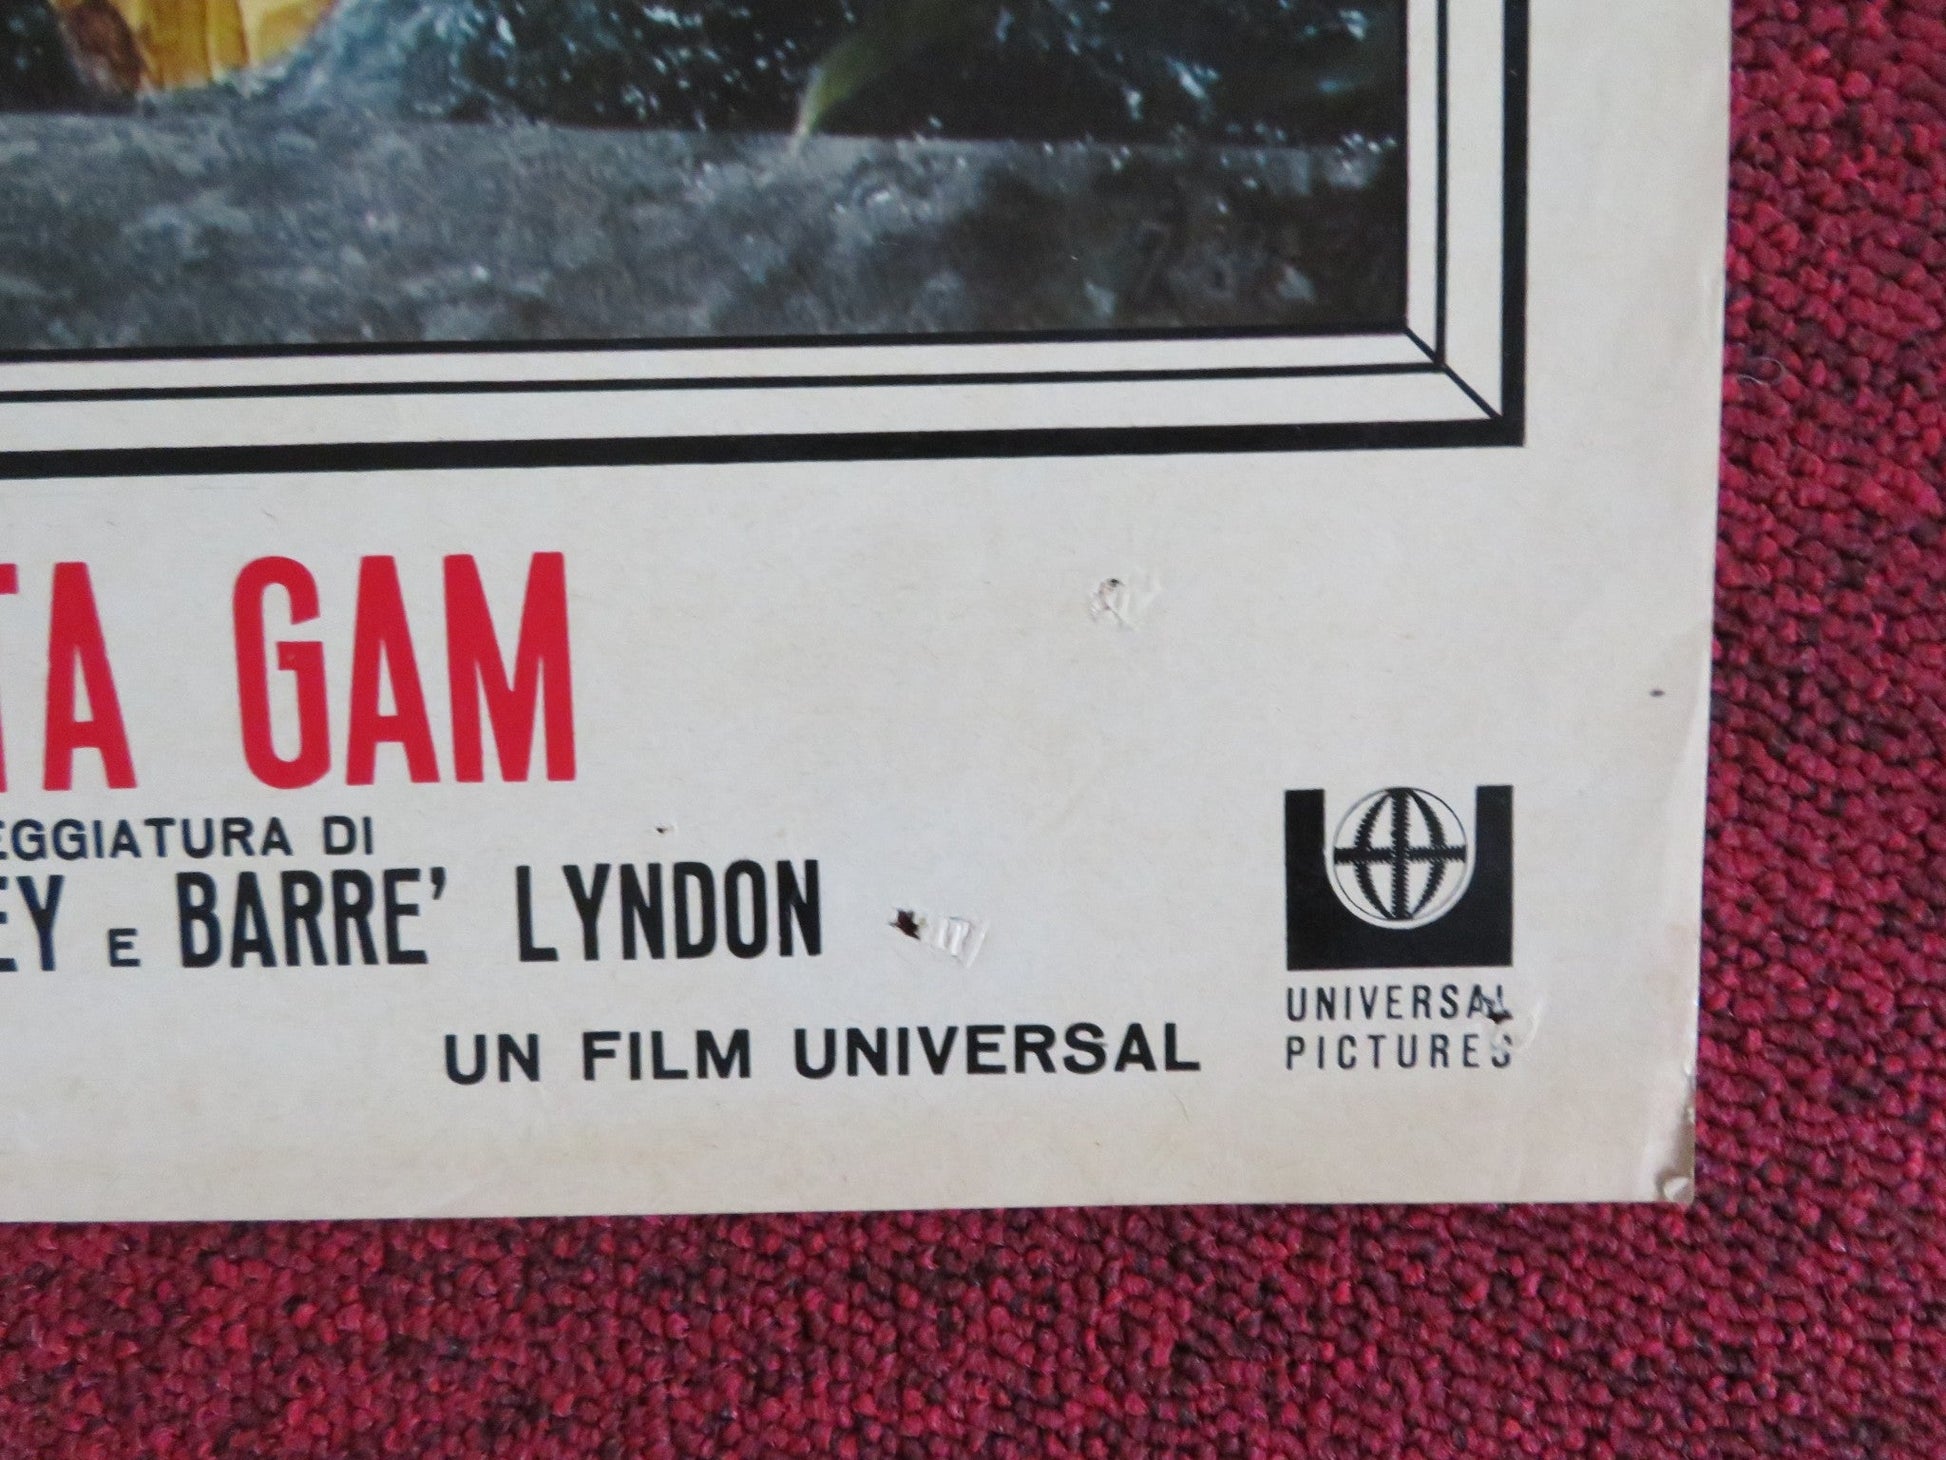 TA GAM
EGGIATURA DI
EY E BARRE' LYNDON
UN FILM UNIVERSAL
UNIVERSAL
PICTURES